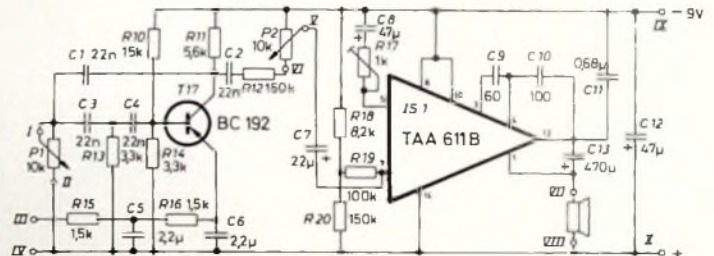 C1 22n
R10
15k
R11
5,6k
C2
22n
R12 150k
P2
10k
V
VI
C8
47µ
R17
1k
- 9V
IX
T17
BC 192
C3
22n
C4
22n
I
P1
10k
II
R13
3,3k
R14
3,3k
C7
22µ
R18
8,2k
R19
100k
R20
150k
IS 1
TAA 611B
C9
60
C10
100
0,68µ
C11
C12
47µ
C13
470µ
12
14
VII
VIII
III
R15
1,5k
C5
2,2µ
R16 1,5k
C6
2,2µ
IV
X
+